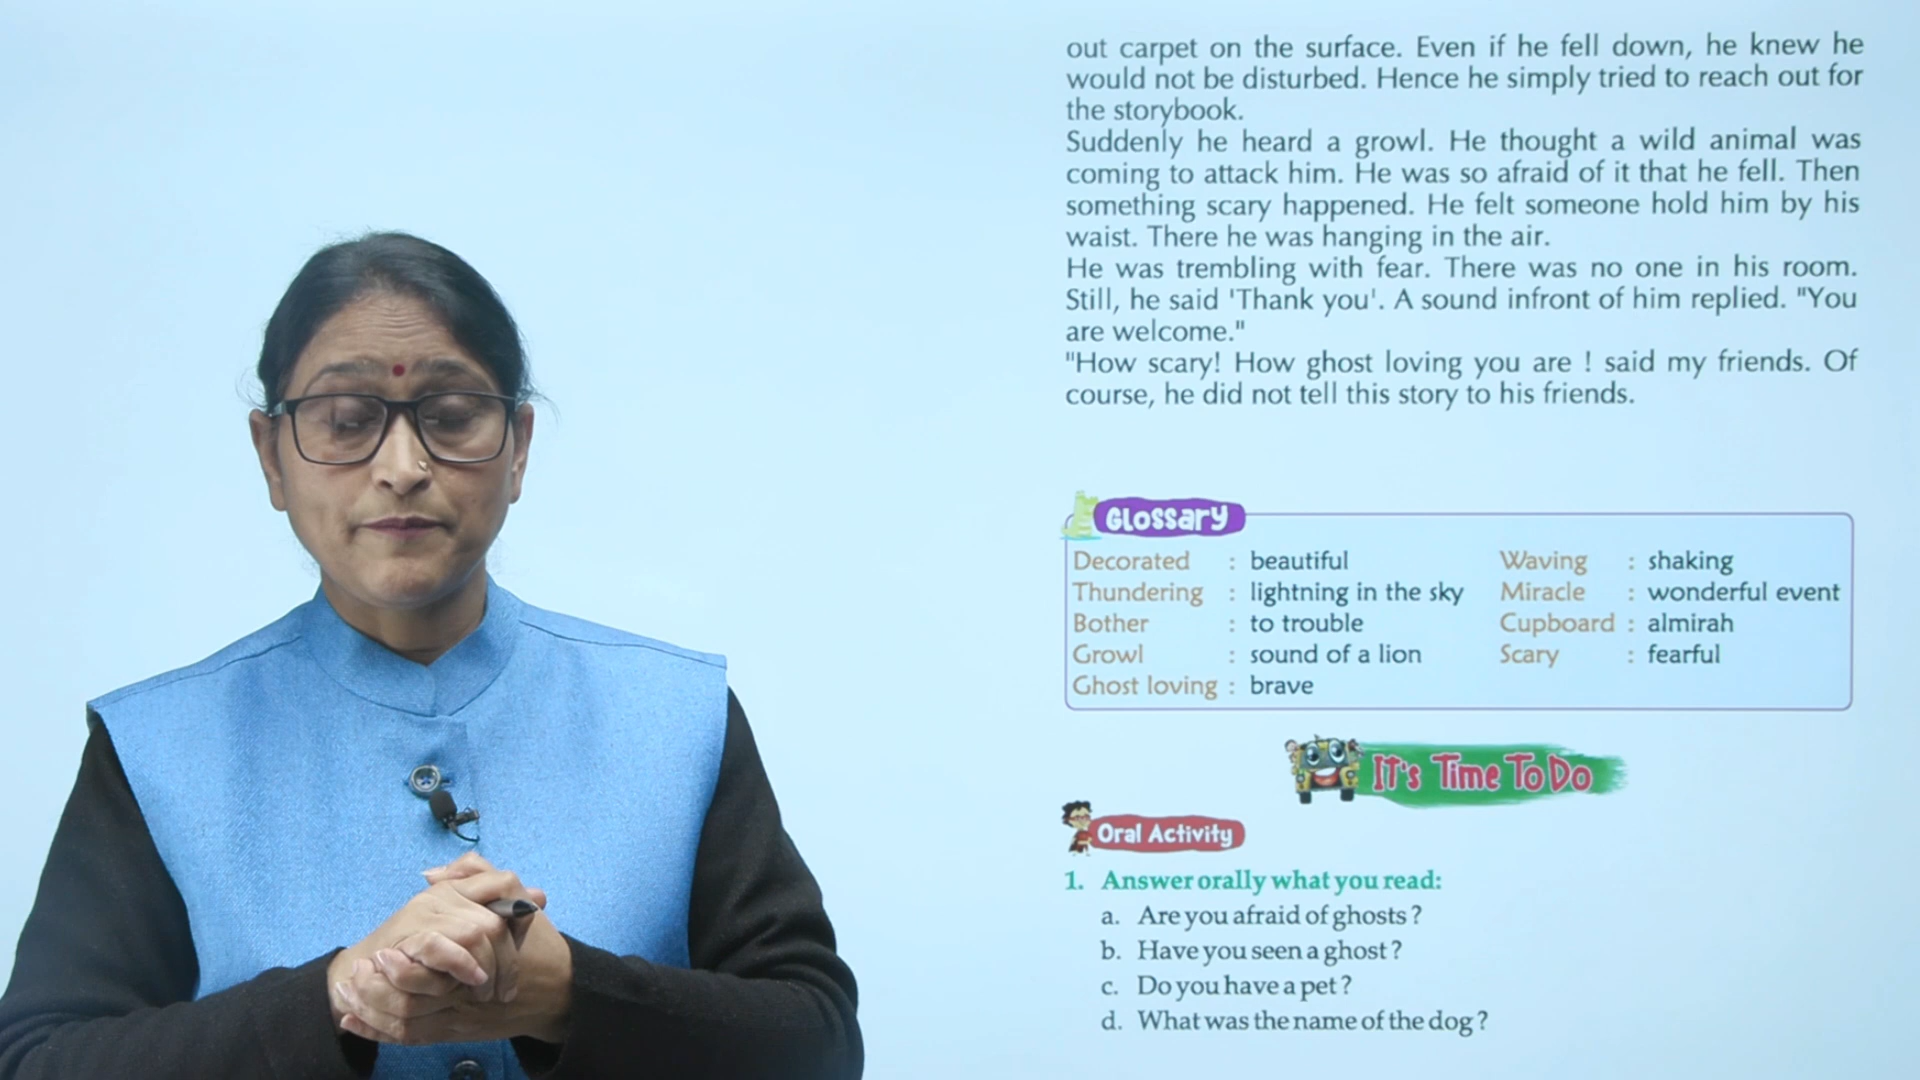 out carpet on the surface. Even if he fell down, he knew he
would not be disturbed. Hence he simply tried to reach out for
the storybook.
Suddenly he heard a growl. He thought a wild animal was
coming to attack him. He was so afraid of it that he fell. Then
something scary happened. He felt someone hold him by his
waist. There he was hanging in the air.
He was trembling with fear. There was no one in his room.
Still, he said 'Thank you'. A sound infront of him replied. "You
are welcome."
"How scary! How ghost loving you are ! said my friends. Of
course, he did not tell this story to his friends.
Glossary
Decorated : beautiful Waving : shaking
Thundering : lightning in the sky Miracle : wonderful event
Bother : to trouble Cupboard : almirah
Growl : sound of a lion Scary : fearful
Ghost loving : brave
It's Time To Do
Oral Activity
1. Answer orally what you read:
a. Are you afraid of ghosts?
b. Have you seen a ghost?
c. Do you have a pet?
d. What was the name of the dog?